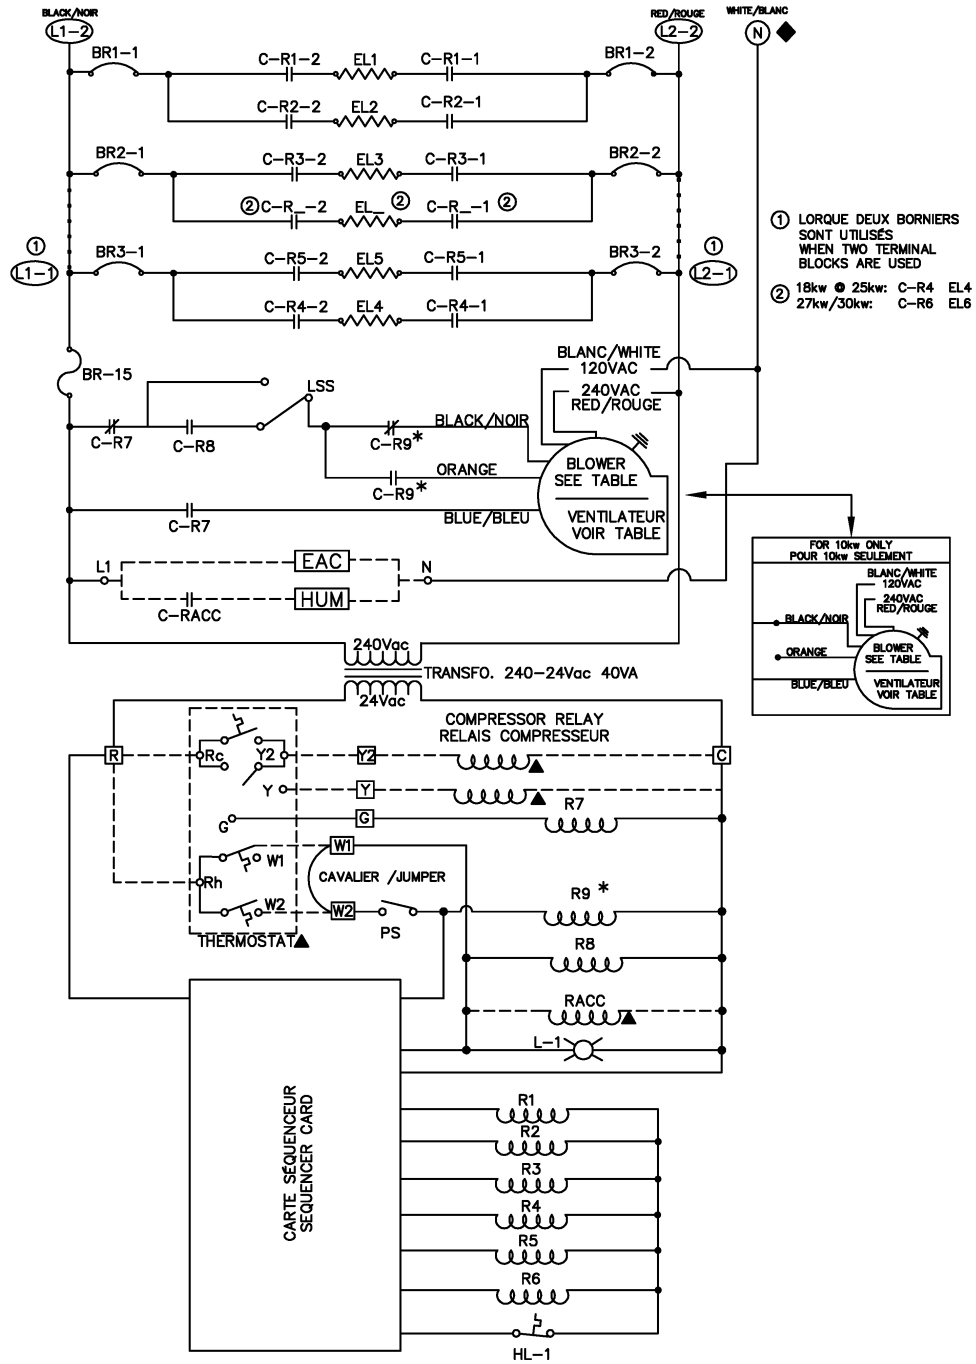 BLACK/NOIR
L1-2
RED/ROUGE
L2-2
WHITE/BLANC
N
BR1-1
C-R1-2
EL1
C-R1-1
BR1-2
C-R2-2
EL2
C-R2-1
BR2-1
C-R3-2
EL3
C-R3-1
BR2-2
2
C-R_-2
EL_
2
C-R_-1
2
1
L1-1
BR3-1
C-R5-2
EL5
C-R5-1
BR3-2
1
L2-1
C-R4-2
EL4
C-R4-1
1 LORQUE DEUX BORNIERS
SONT UTILISÉS
WHEN TWO TERMINAL
BLOCKS ARE USED
2 18kw @ 25kw: C-R4 EL4
27kw/30kw: C-R6 EL6
BR-15
LSS
BLANC/WHITE
120VAC
240VAC
RED/ROUGE
C-R7
C-R8
C-R9*
BLACK/NOIR
C-R9*
ORANGE
BLOWER
SEE TABLE
VENTILATEUR
VOIR TABLE
C-R7
BLUE/BLEU
L1
EAC
N
C-RACC
HUM
FOR 10kw ONLY
POUR 10kw SEULEMENT
BLANC/WHITE
120VAC
240VAC
RED/ROUGE
BLACK/NOIR
ORANGE
BLUE/BLEU
BLOWER
SEE TABLE
VENTILATEUR
VOIR TABLE
240Vac
TRANSFO. 240-24Vac 40VA
24Vac
COMPRESSOR RELAY
RELAIS COMPRESSEUR
R
Rc
Y2
Y2
C
Y
Y
G
G
R7
W1
W1
Rh
CAVALIER /JUMPER
W2
W2
PS
R9 *
THERMOSTAT
R8
RACC
L-1
CARTE SÉQUENCEUR
SEQUENCER CARD
R1
R2
R3
R4
R5
R6
HL-1